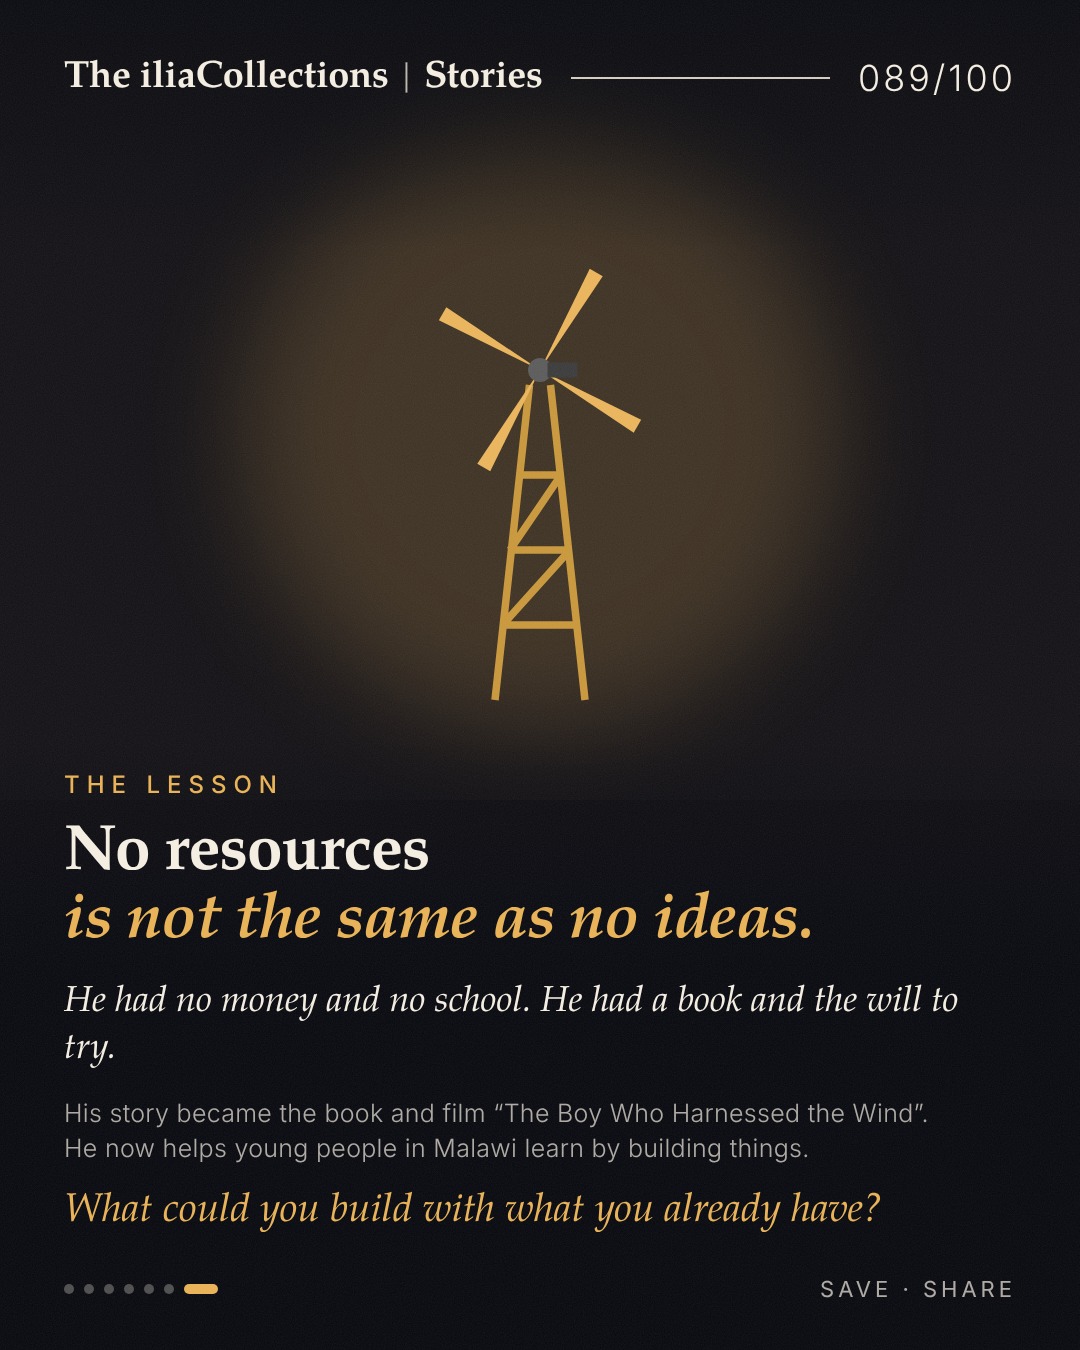 The iliaCollections | Stories 089/100
THE LESSON
No resources
is not the same as no ideas.
He had no money and no school. He had a book and the will to
try.
His story became the book and film “The Boy Who Harnessed the Wind”.
He now helps young people in Malawi learn by building things.
What could you build with what you already have?
SAVE · SHARE